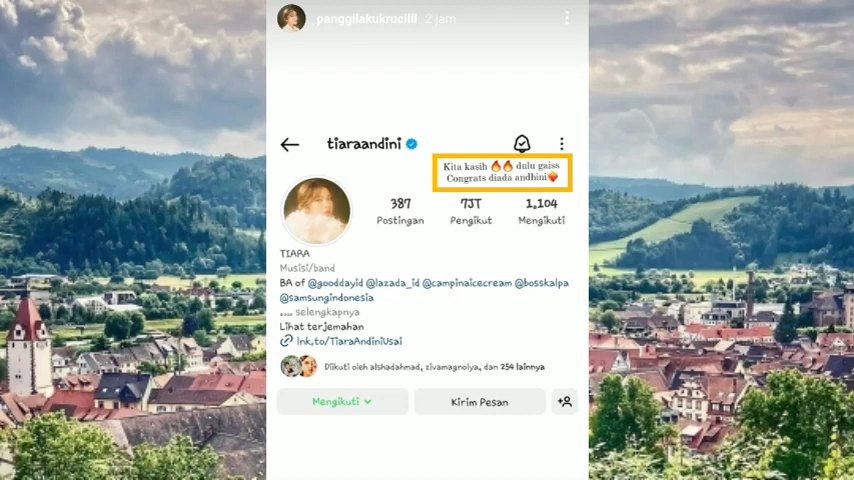 panggilakukrucilll 2 jam
tiaraandini
Kita kasih 🔥🔥 dulu gaiss
Congrats diada andhini❤️‍🔥
387 7JT 1,104
Postingan Pengikut Mengikuti
TIARA
Musisi/band
BA of @gooddayid @lazada_id @campinaicecream @bosskalpa
@samsungindonesia
.... selengkapnya
Lihat terjemahan
lnk.to/TiaraAndiniUsai
Diikuti oleh alshadahmad, zivamagnolya, dan 254 lainnya
Mengikuti Kirim Pesan